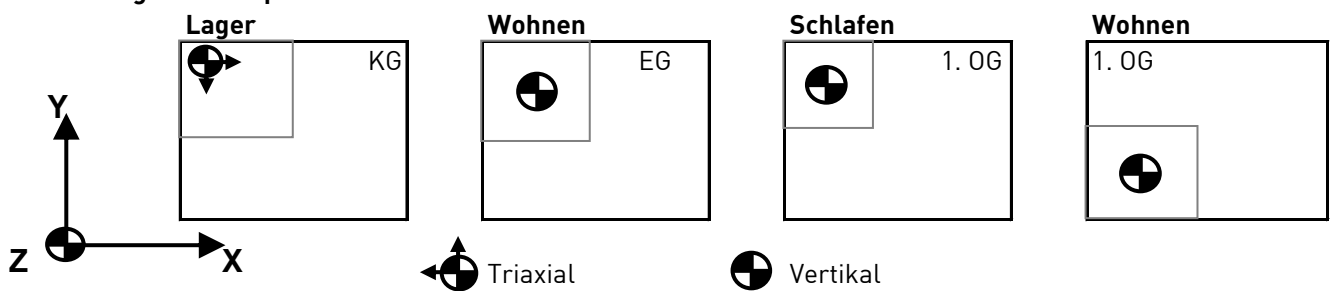 Lager
Wohnen
Schlafen
Wohnen
KG
EG
1. OG
1. OG
Y
Z
X
Triaxial
Vertikal